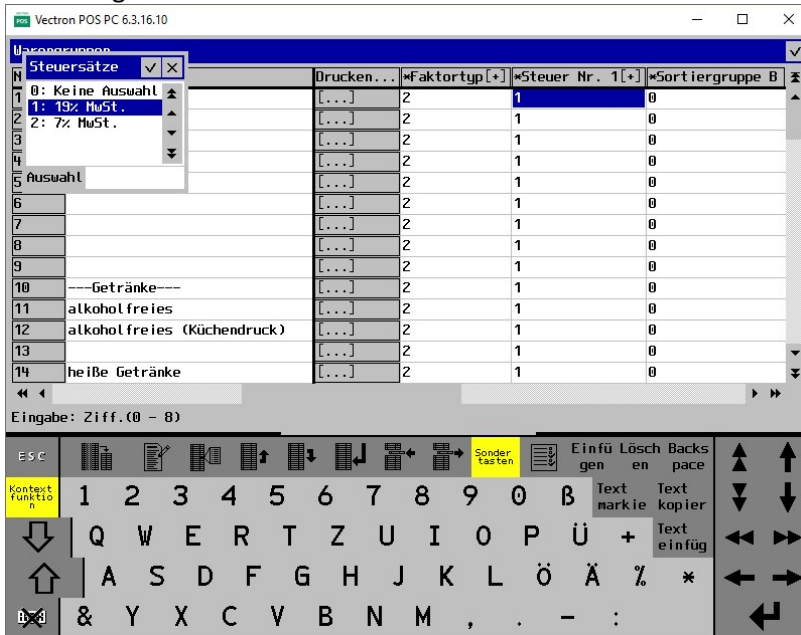 Vectron POS PC 6.3.16.10
Steuersätze
0: Keine Auswahl
1: 19% MwSt.
2: 7% MwSt.
Auswahl
Drucken... *Faktortyp[+] *Steuer Nr. 1[+] *Sortiergruppe B
1 [...] 2 1 0
2 [...] 2 1 0
3 [...] 2 1 0
4 [...] 2 1 0
5 [...] 2 1 0
6 [...] 2 1 0
7 [...] 2 1 0
8 [...] 2 1 0
9 [...] 2 1 0
10 ---Getränke--- [...] 2 1 0
11 alkoholfreies [...] 2 1 0
12 alkoholfreies (Küchendruck) [...] 2 1 0
13 [...] 2 1 0
14 heiße Getränke [...] 2 1 0
Eingabe: Ziff.(0 - 8)
ESC Sonder tasten Einfü gen Lösch en Backs pace
Kontext funktio n 1 2 3 4 5 6 7 8 9 0 ß Text markie Text kopier
Q W E R T Z U I O P Ü + Text einfüg
A S D F G H J K L Ö Ä % *
& Y X C V B N M , . - :